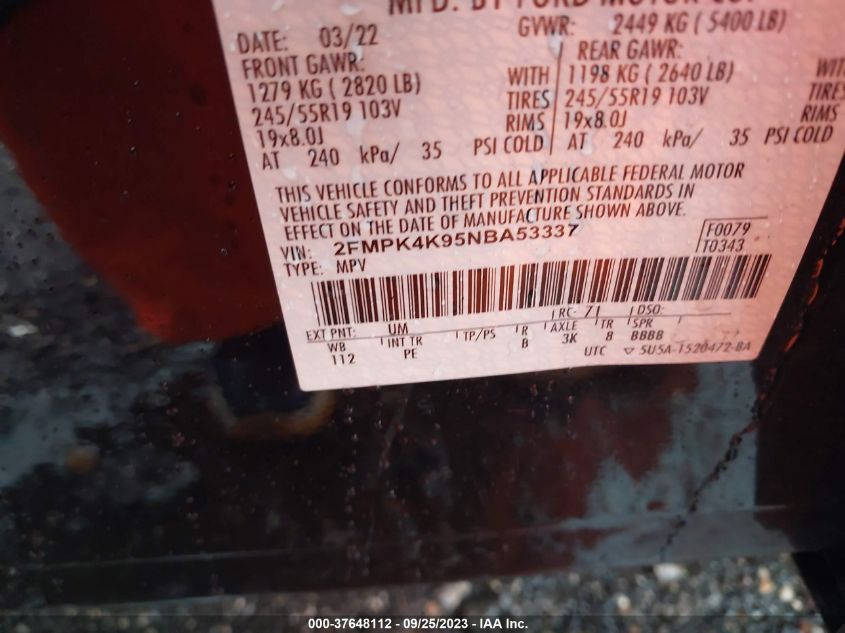 MFD. BY FORD MOTOR CO.
DATE: 03/22 GVWR: 2449 KG ( 5400 LB)
FRONT GAWR: REAR GAWR:
1279 KG ( 2820 LB) WITH 1198 KG ( 2640 LB) WITH
245/55R19 103V TIRES 245/55R19 103V TIRES
19x8.0J RIMS 19x8.0J RIMS
AT 240 kPa/ 35 PSI COLD AT 240 kPa/ 35 PSI COLD
THIS VEHICLE CONFORMS TO ALL APPLICABLE FEDERAL MOTOR
VEHICLE SAFETY AND THEFT PREVENTION STANDARDS IN
EFFECT ON THE DATE OF MANUFACTURE SHOWN ABOVE.
VIN: 2FMPK4K95NBA53337 F0079
TYPE: MPV T0343
EXT PNT: UM RC: 71 DSO:
WB INT TR TP/PS R AXLE TR SPR
112 PE B 3K 8 BBBB
UTC ▽ 5U5A-1520472-BA
000-37648112 - 09/25/2023 - IAA Inc.